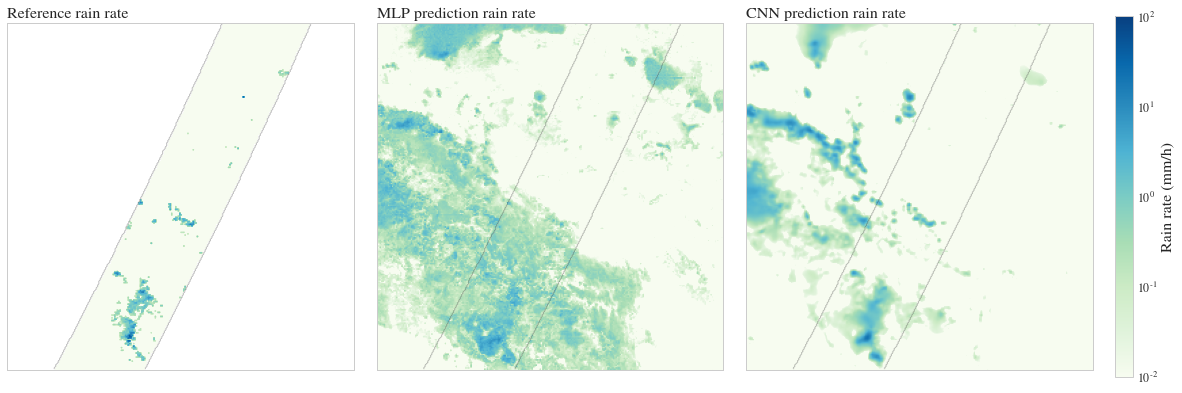 Reference rain rate
MLP prediction rain rate
CNN prediction rain rate
10²
10¹
10⁰
10⁻¹
10⁻²
Rain rate (mm/h)